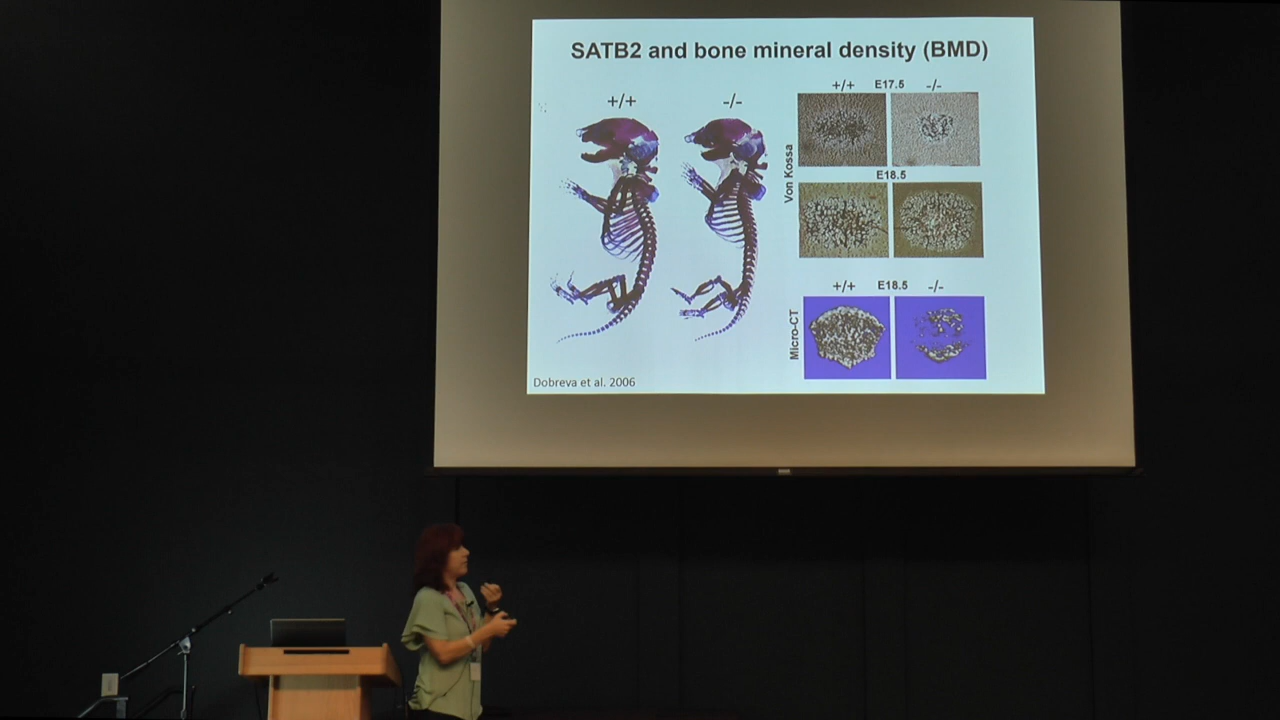 SATB2 and bone mineral density (BMD)
+/+ -/-
+/+ E17.5 -/-
Von Kossa
E18.5
+/+ E18.5 -/-
Micro-CT
Dobreva et al. 2006